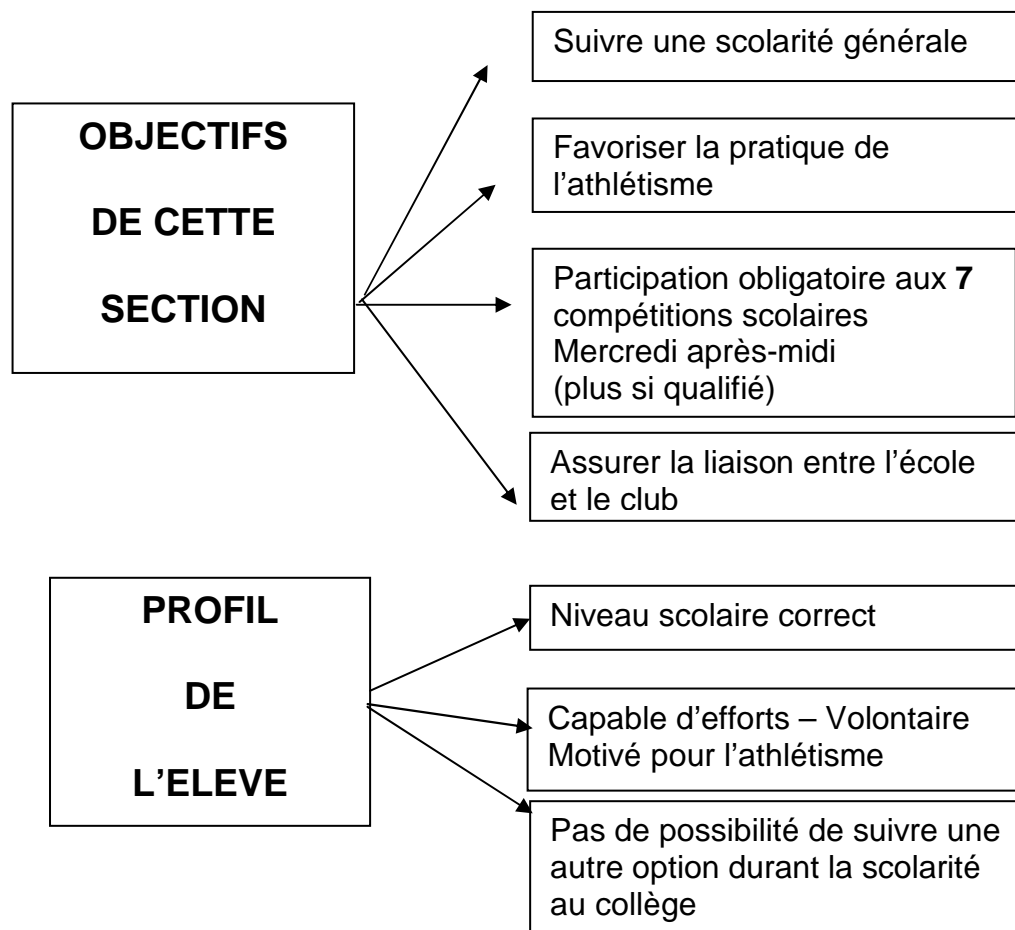 OBJECTIFS
DE CETTE
SECTION
Suivre une scolarité générale
Favoriser la pratique de
l’athlétisme
Participation obligatoire aux 7
compétitions scolaires
Mercredi après-midi
(plus si qualifié)
Assurer la liaison entre l’école
et le club
PROFIL
DE
L’ELEVE
Niveau scolaire correct
Capable d’efforts – Volontaire
Motivé pour l’athlétisme
Pas de possibilité de suivre une
autre option durant la scolarité
au collège